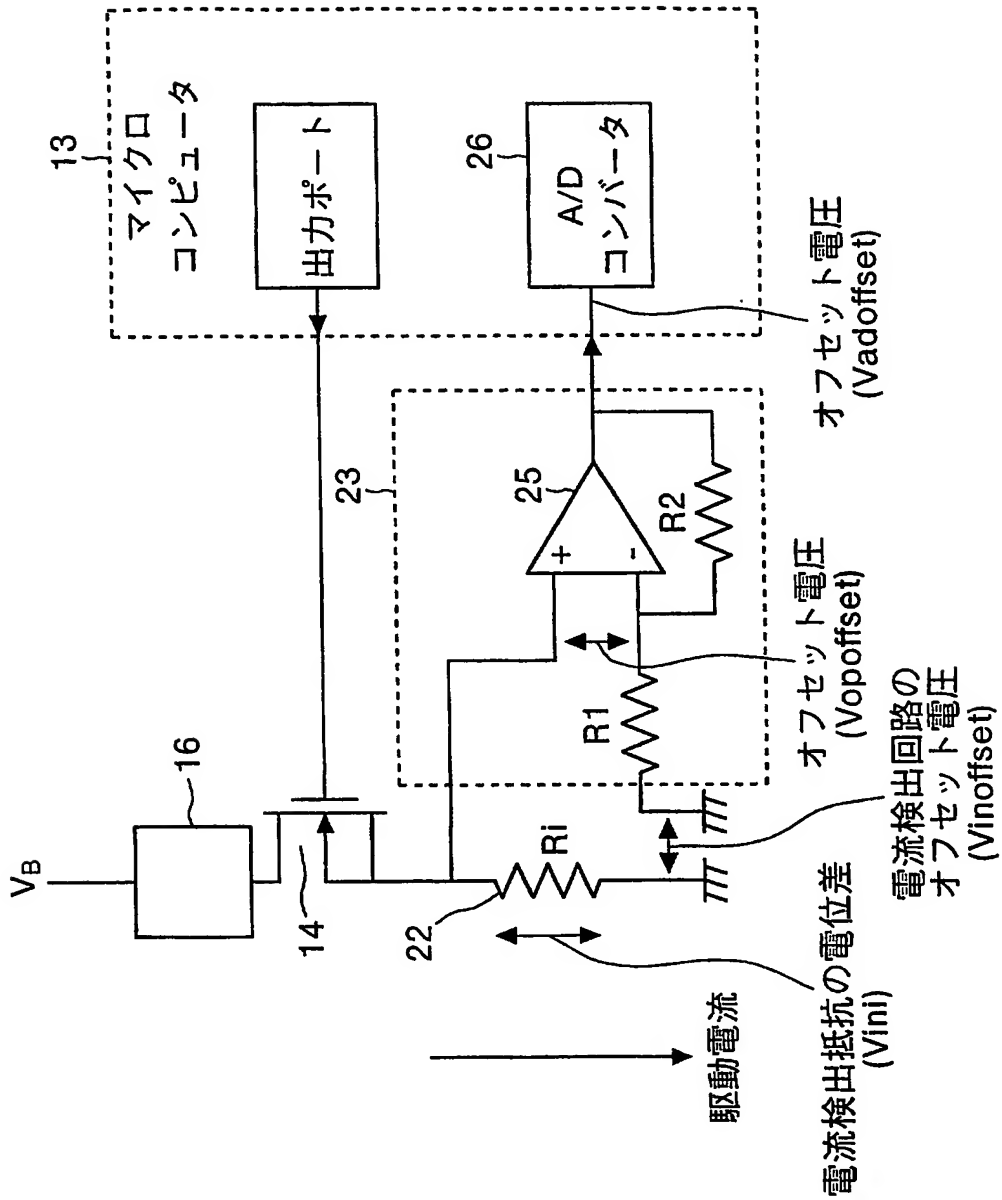 13
マイクロ
コンピュータ
出力ポート
26
A/D
コンバータ
オフセット電圧
(Vadoffset)
23
25
+
-
R2
R1
オフセット電圧
(Vopoffset)
VB
16
14
22
Ri
電流検出回路の
オフセット電圧
(Vinoffset)
電流検出抵抗の電位差
(Vini)
駆動電流